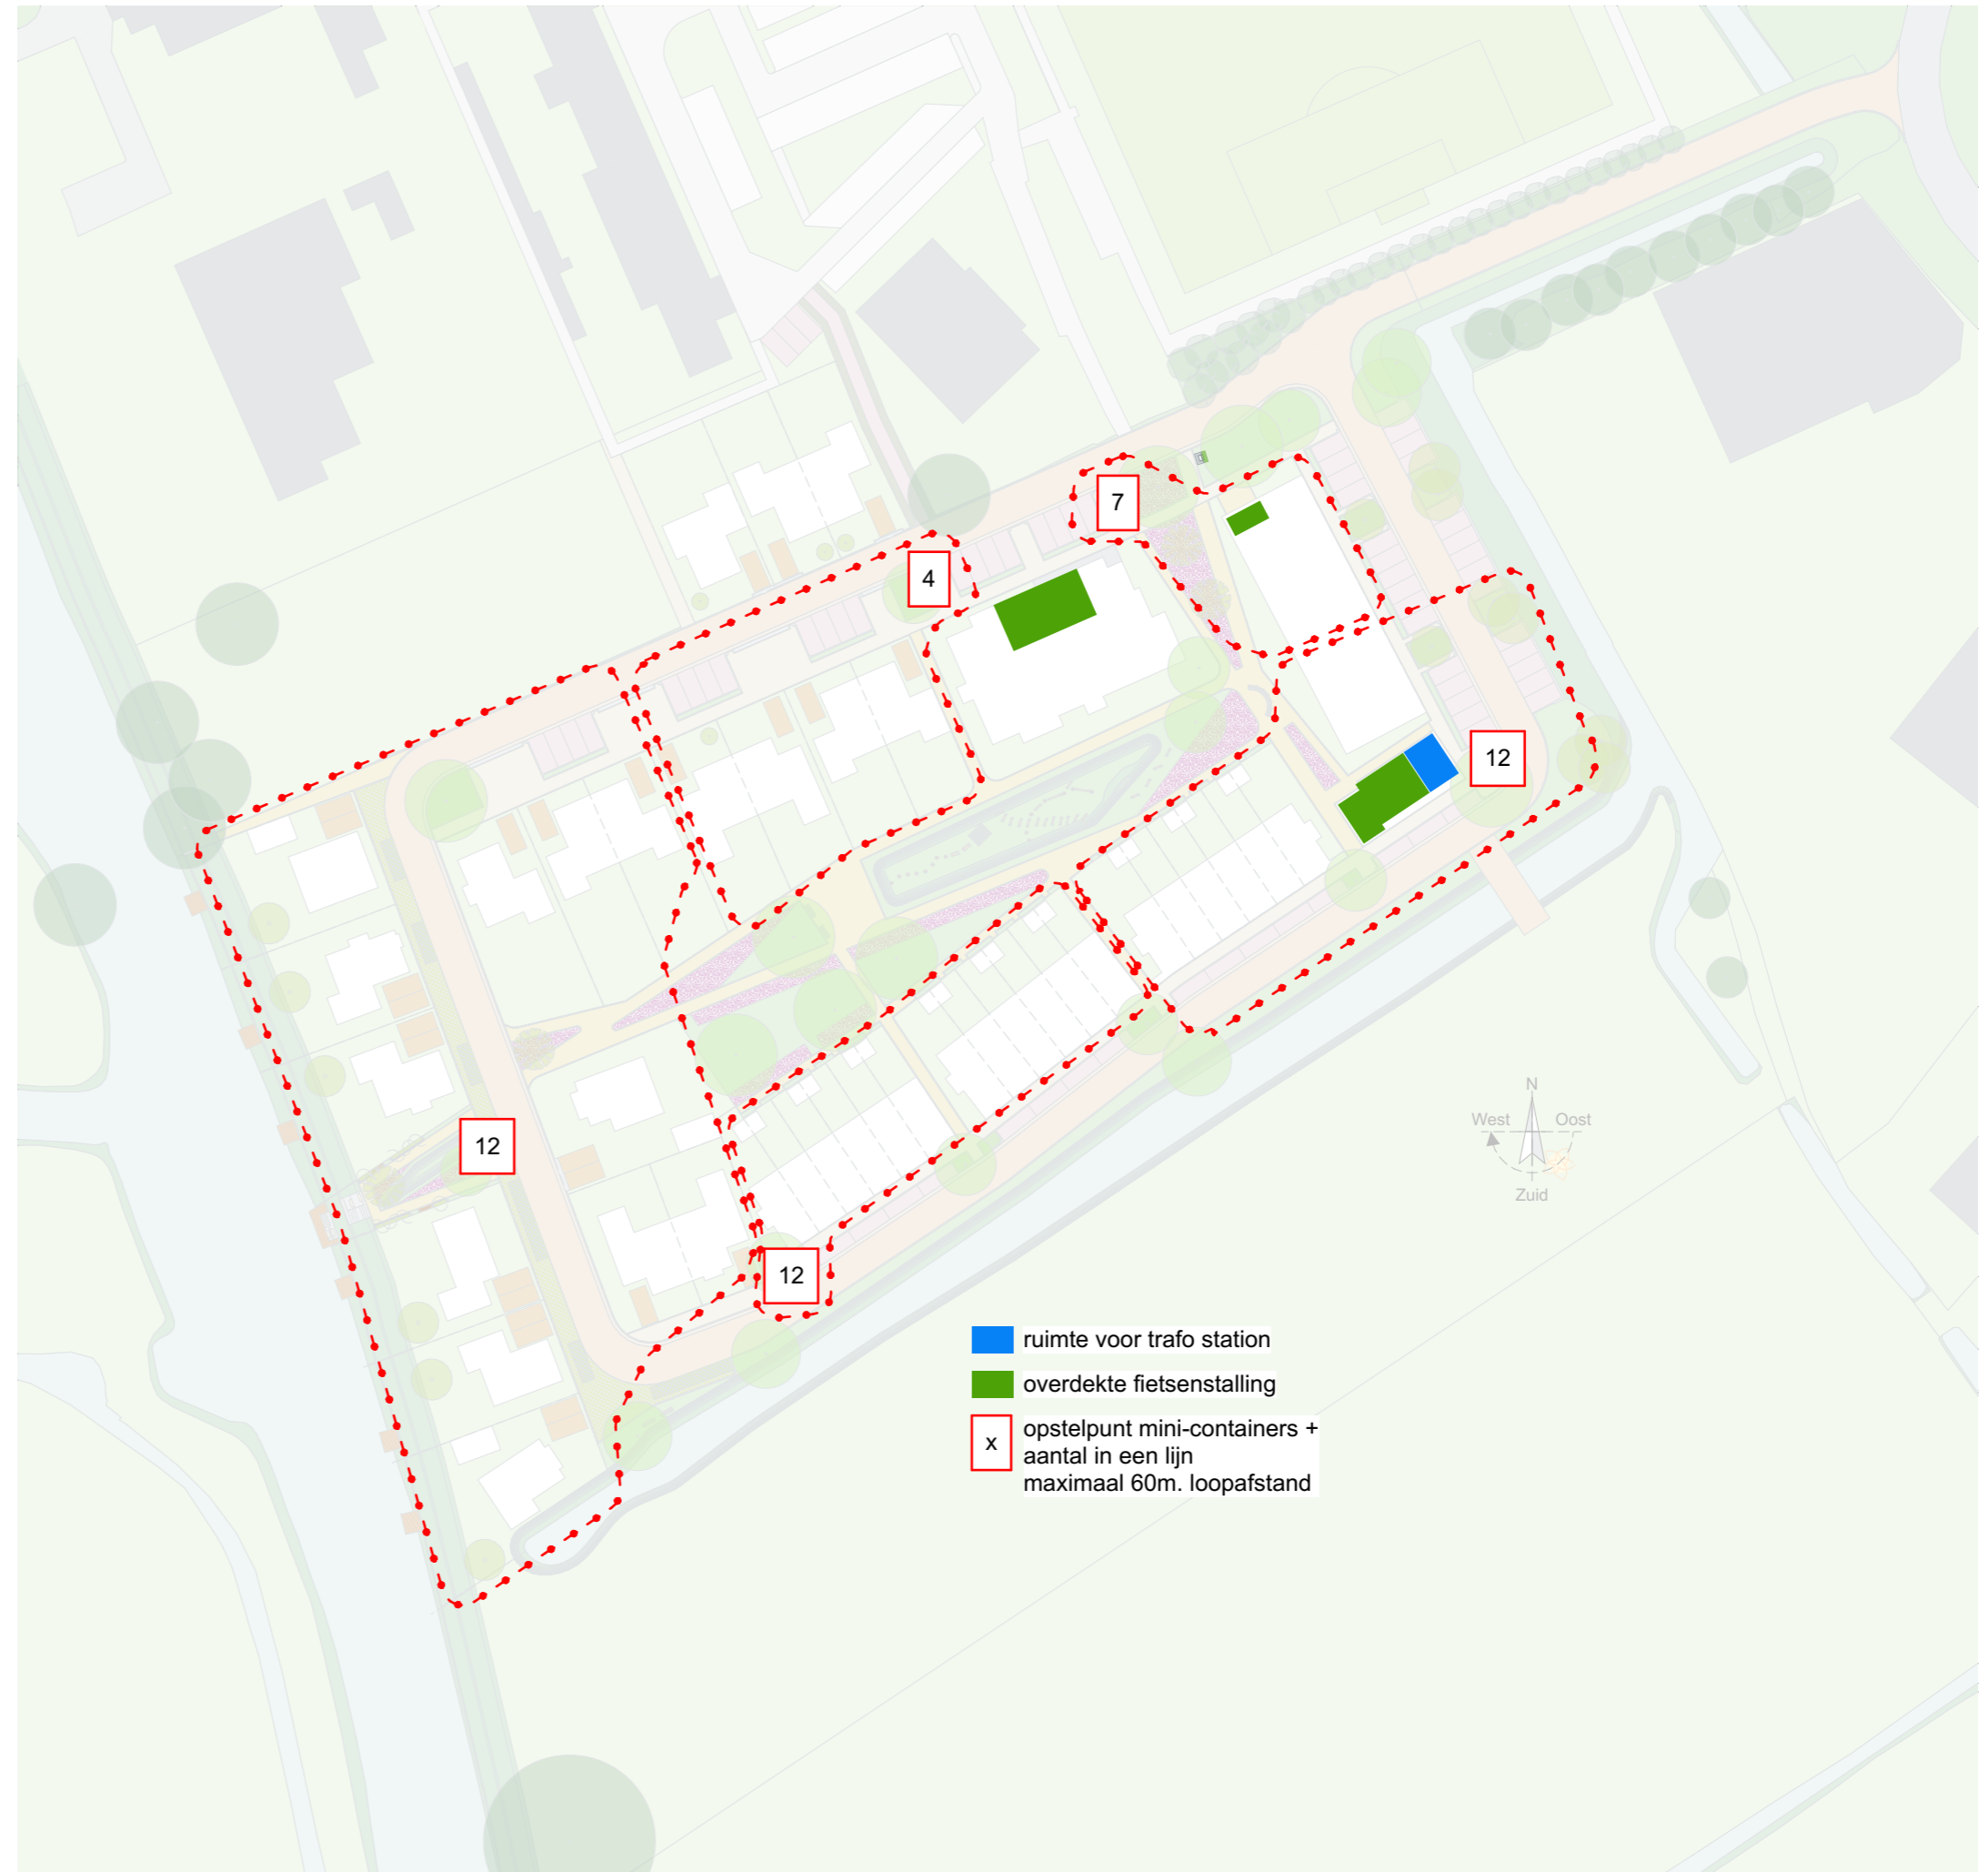 7
4
12
N
West
Oost
12
Zuid
12
ruimte voor trafo station
overdekte fietsenstalling
x
opstelpunt mini-containers +
aantal in een lijn
maximaal 60m. loopafstand